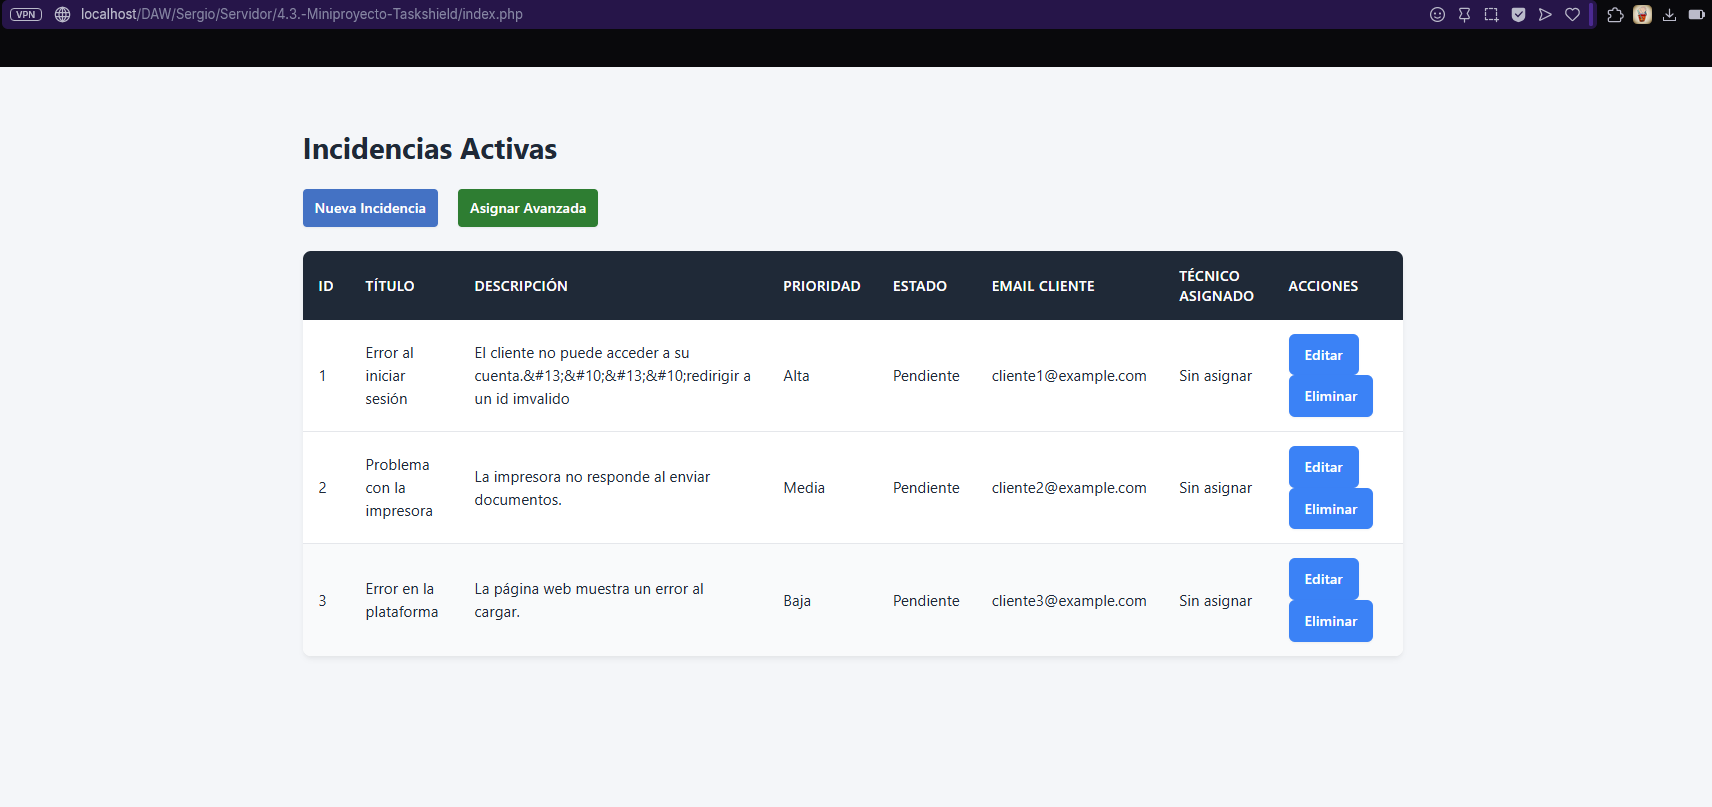 VPN localhost/DAW/Sergio/Servidor/4.3.-Miniproyecto-Taskshield/index.php
Incidencias Activas
Nueva Incidencia Asignar Avanzada
ID TÍTULO DESCRIPCIÓN PRIORIDAD ESTADO EMAIL CLIENTE TÉCNICO ASIGNADO ACCIONES
1 Error al iniciar sesión El cliente no puede acceder a su cuenta.&#13;&#10;&#13;&#10;redirigir a un id imvalido Alta Pendiente cliente1@example.com Sin asignar Editar Eliminar
2 Problema con la impresora La impresora no responde al enviar documentos. Media Pendiente cliente2@example.com Sin asignar Editar Eliminar
3 Error en la plataforma La página web muestra un error al cargar. Baja Pendiente cliente3@example.com Sin asignar Editar Eliminar